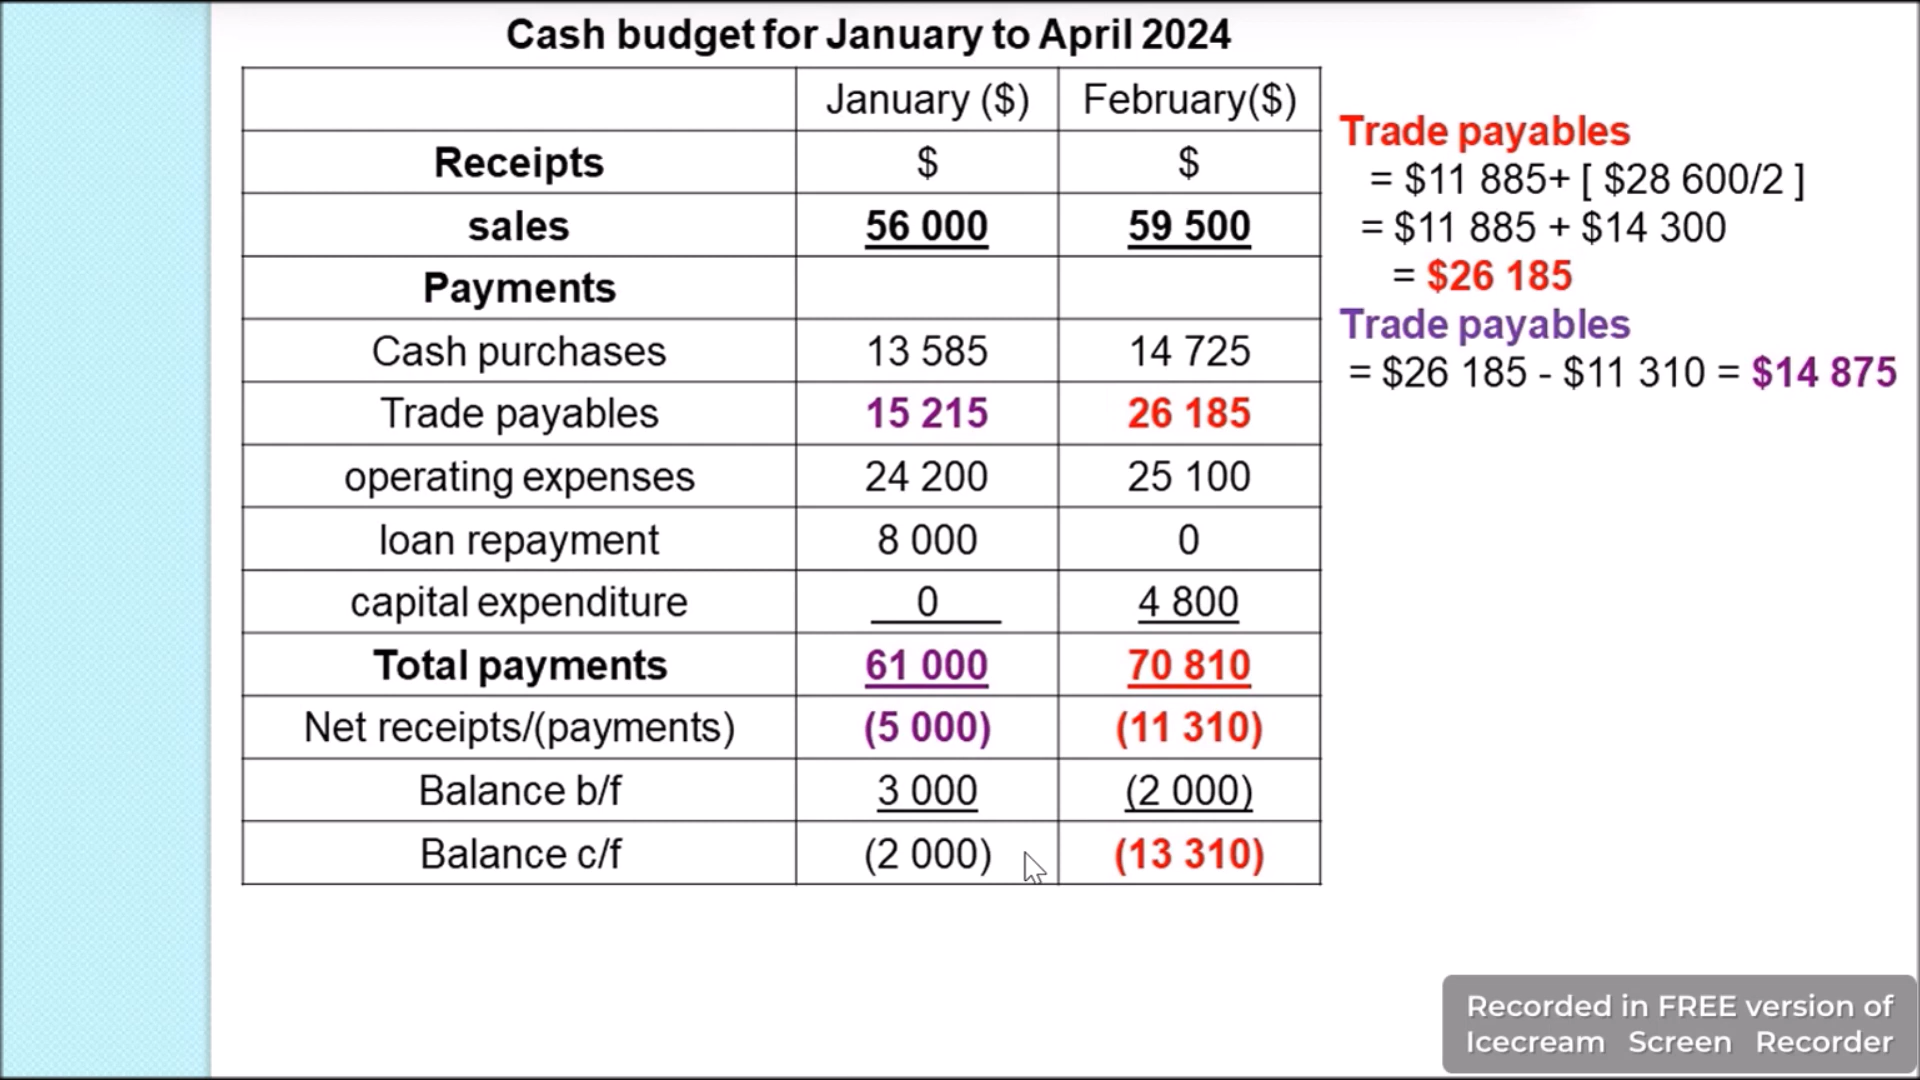 Cash budget for January to April 2024
January ($) February($)
Receipts $ $
sales 56 000 59 500
Payments
Cash purchases 13 585 14 725
Trade payables 15 215 26 185
operating expenses 24 200 25 100
loan repayment 8 000 0
capital expenditure 0 4 800
Total payments 61 000 70 810
Net receipts/(payments) (5 000) (11 310)
Balance b/f 3 000 (2 000)
Balance c/f (2 000) (13 310)
Trade payables
= $11 885+ [ $28 600/2 ]
= $11 885 + $14 300
= $26 185
Trade payables
= $26 185 - $11 310 = $14 875
Recorded in FREE version of
Icecream Screen Recorder